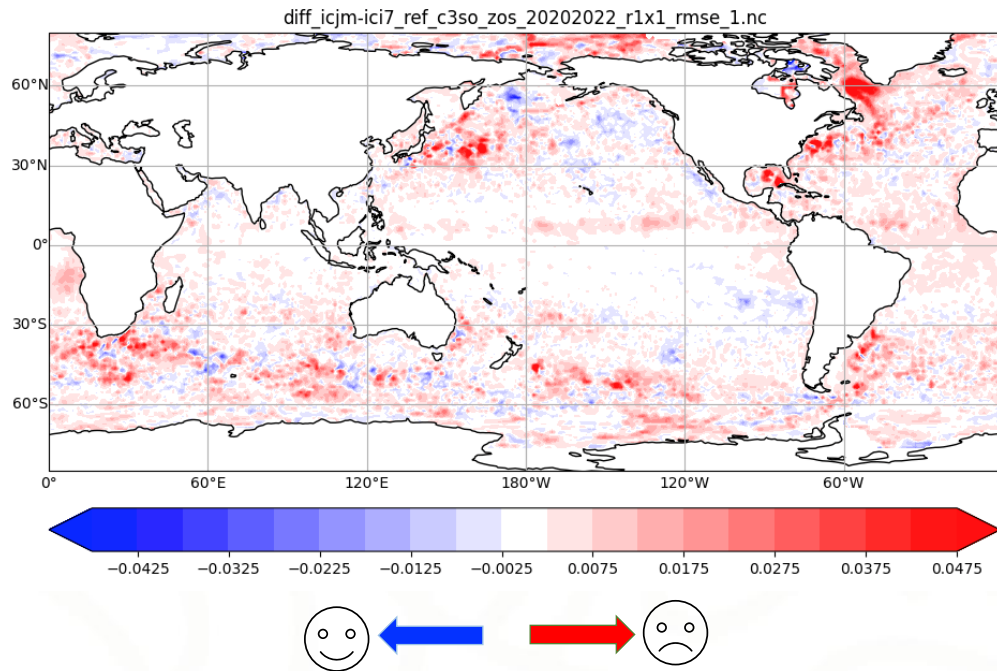 diff_icjm-ici7_ref_c3so_zos_20202022_r1x1_rmse_1.nc
60°N
30°N
0°
30°S
60°S
0° 60°E 120°E 180°W 120°W 60°W
−0.0425 −0.0325 −0.0225 −0.0125 −0.0025 0.0075 0.0175 0.0275 0.0375 0.0475